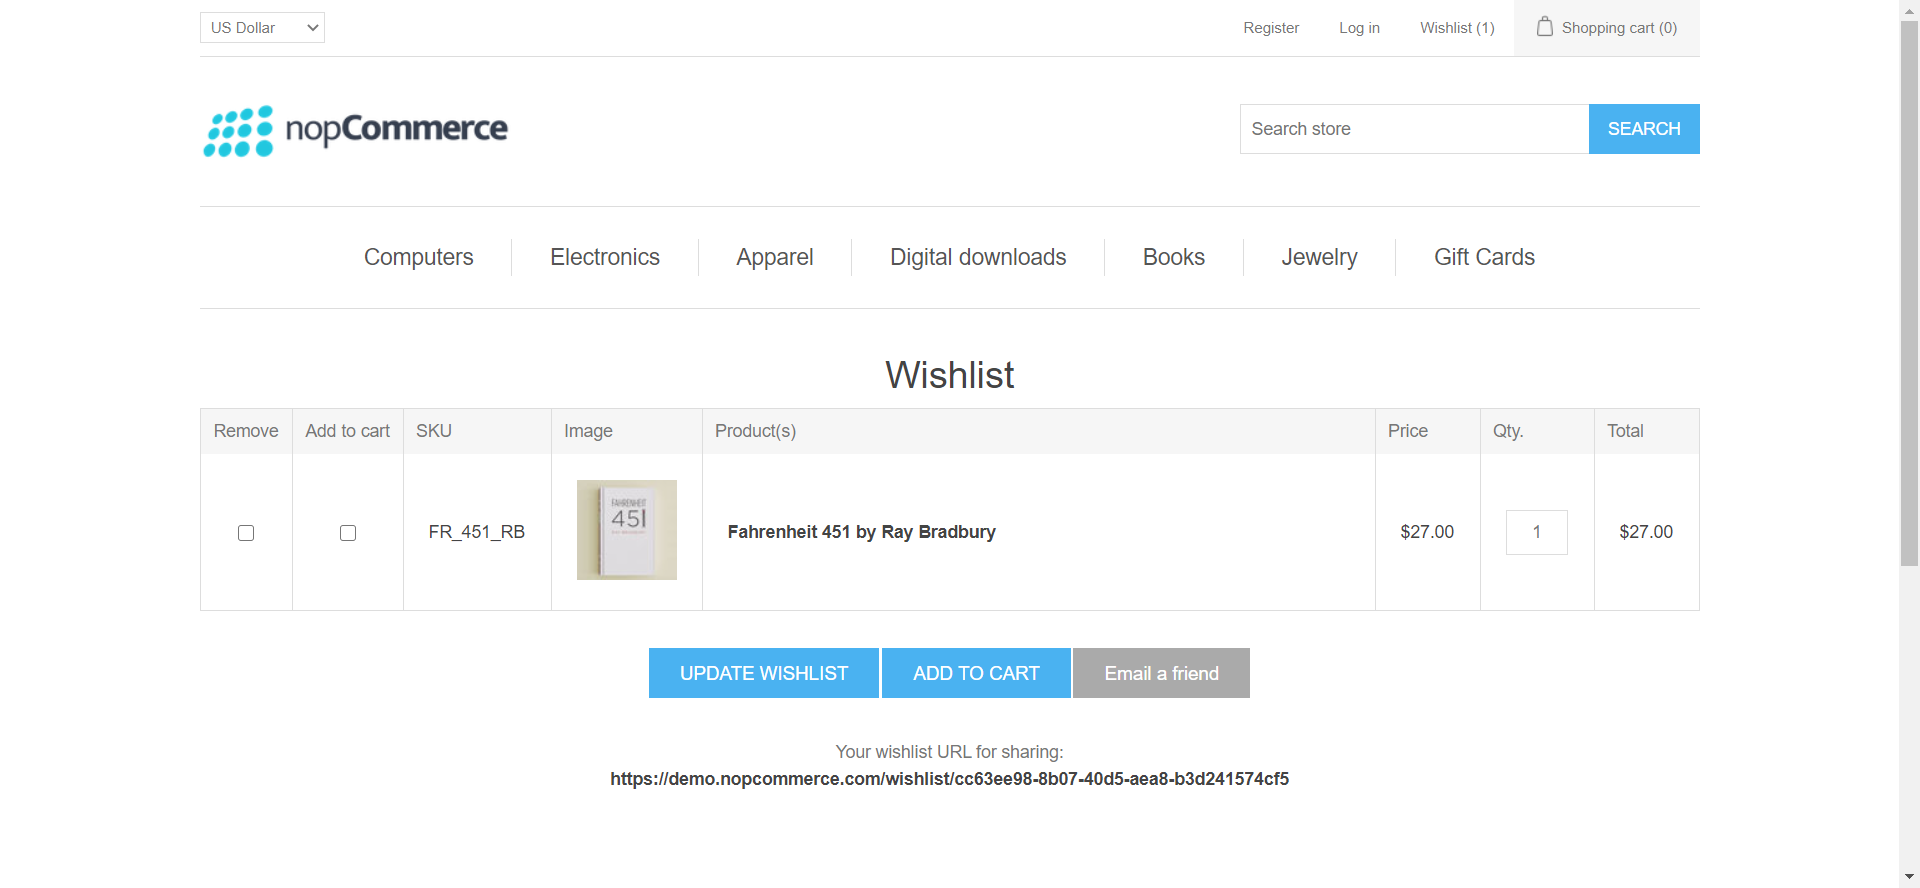 US Dollar
Register
Log in
Wishlist (1)
Shopping cart (0)
nopCommerce
Search store
SEARCH
Computers
Electronics
Apparel
Digital downloads
Books
Jewelry
Gift Cards
Wishlist
Remove
Add to cart
SKU
Image
Product(s)
Price
Qty.
Total
FR_451_RB
FAHRENHEIT
451
Fahrenheit 451 by Ray Bradbury
$27.00
1
$27.00
UPDATE WISHLIST
ADD TO CART
Email a friend
Your wishlist URL for sharing:
https://demo.nopcommerce.com/wishlist/cc63ee98-8b07-40d5-aea8-b3d241574cf5